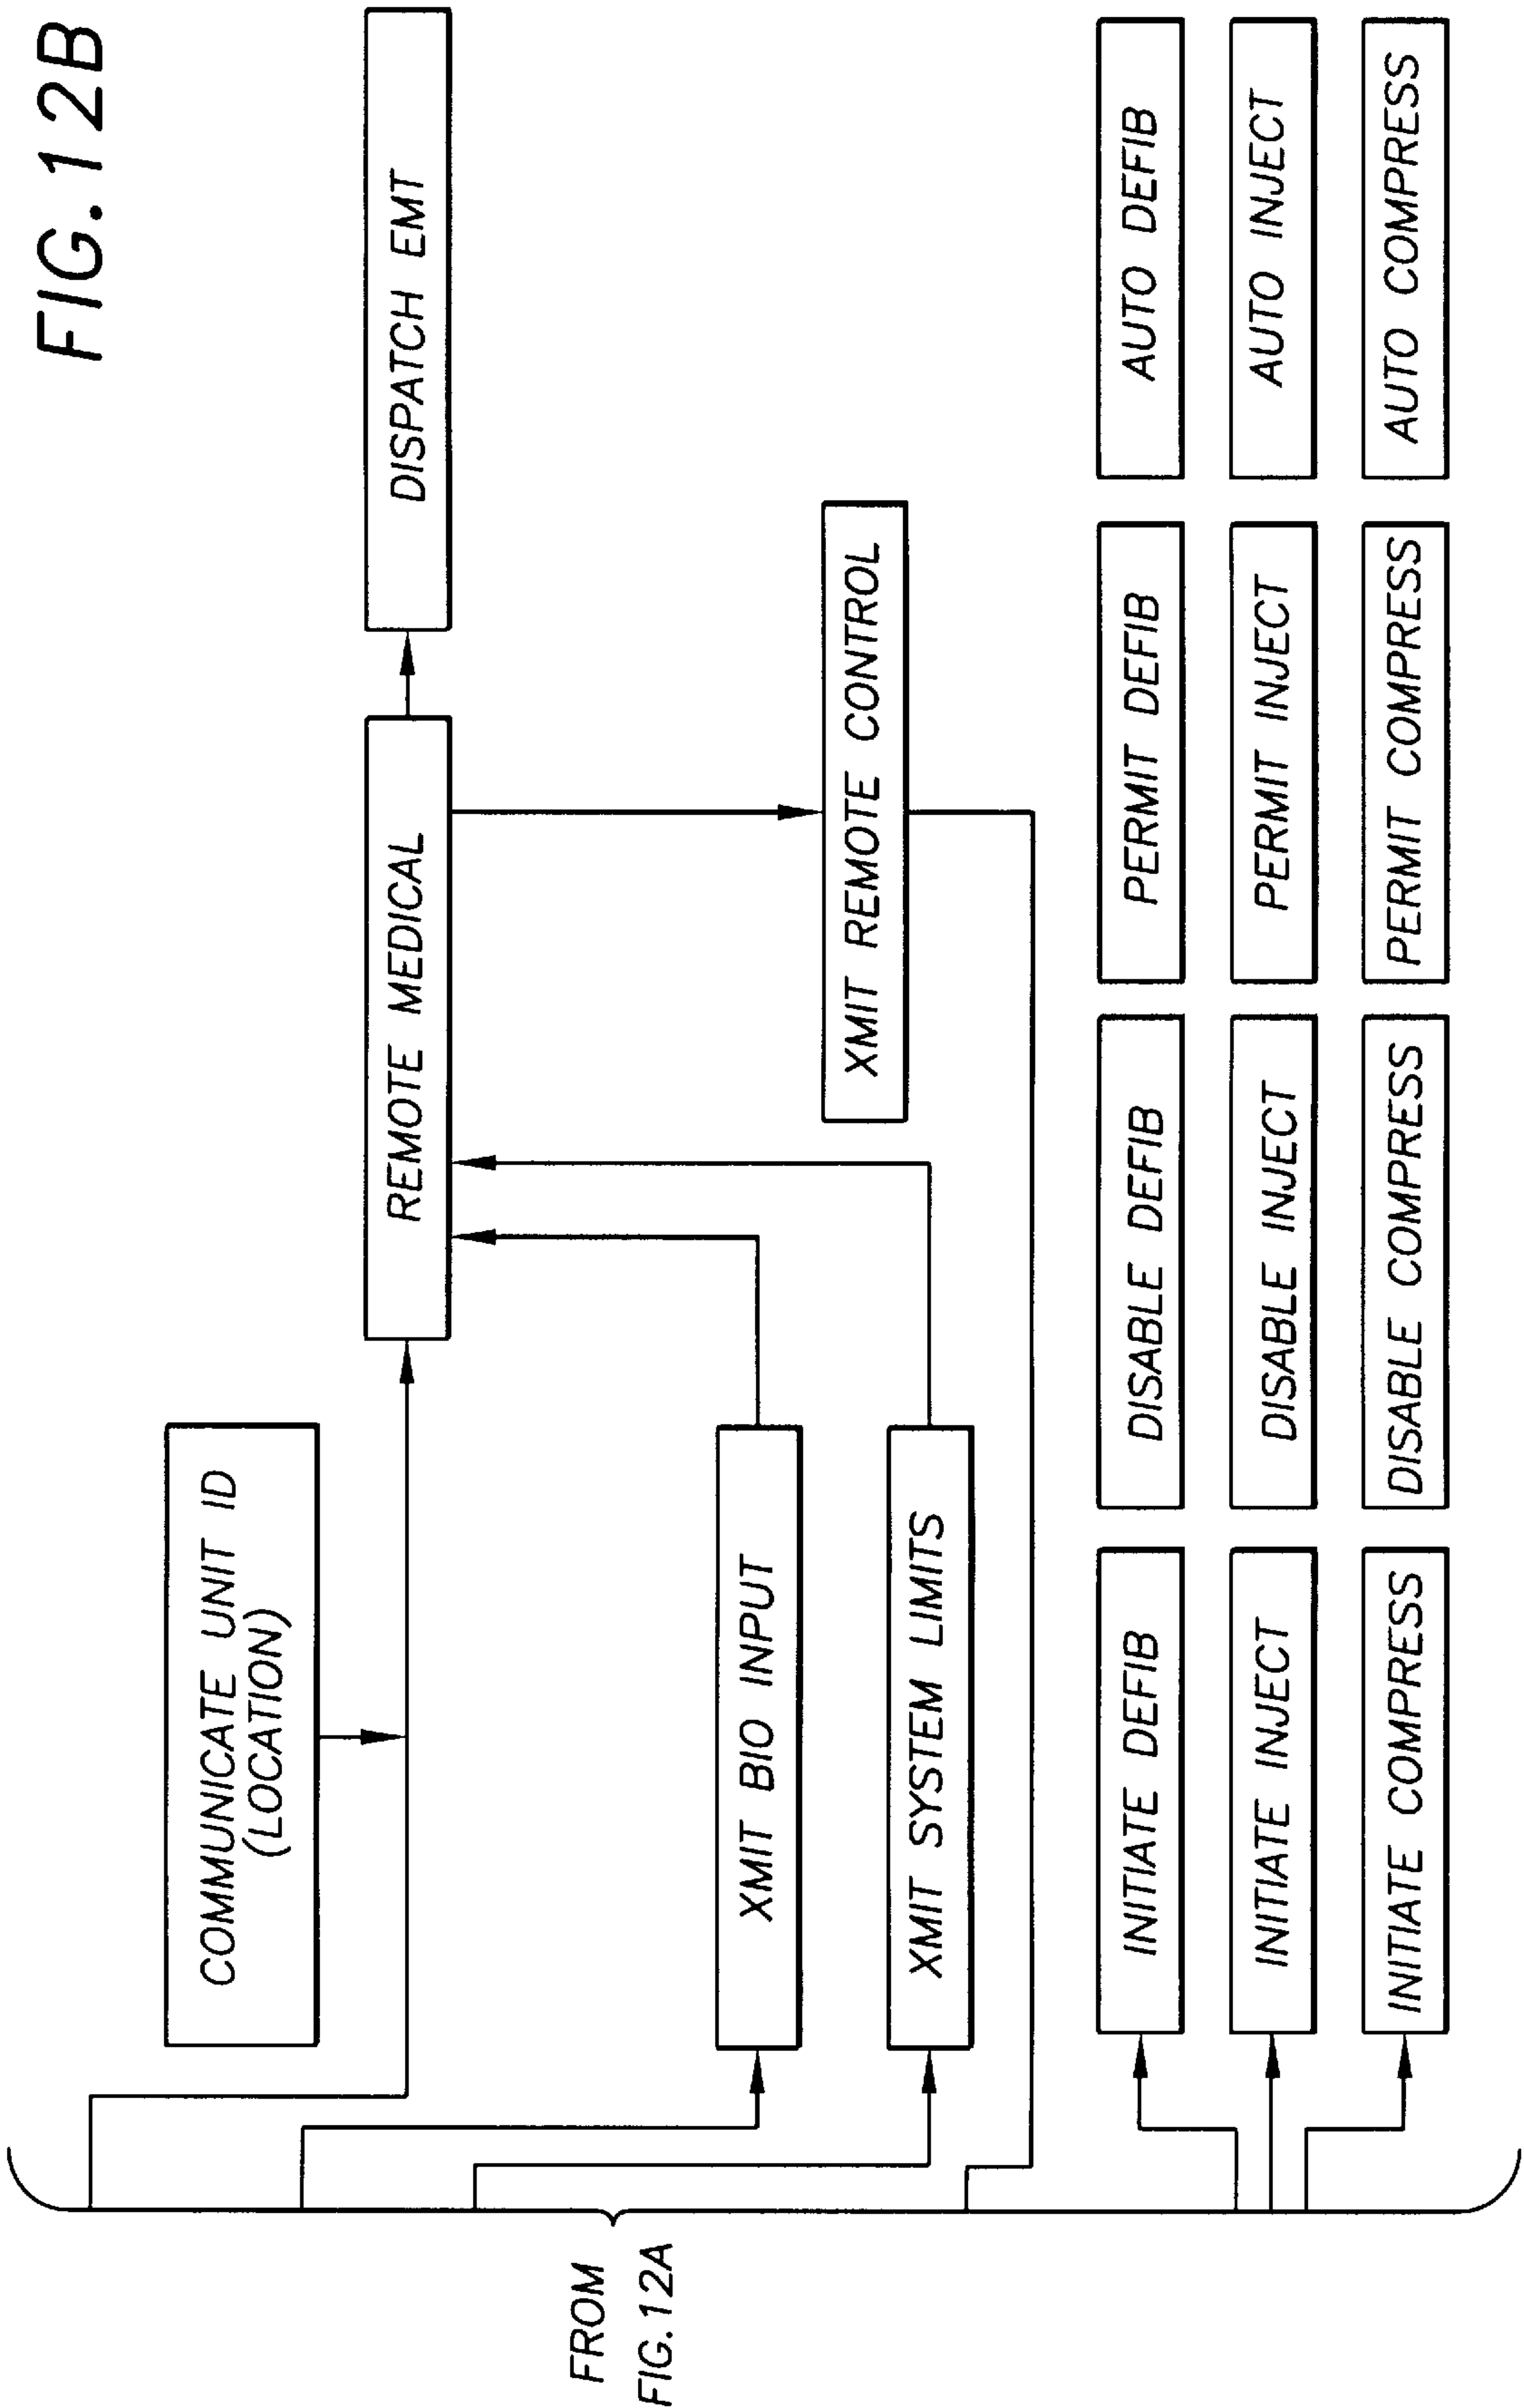 FIG.12B
COMMUNICATE UNIT ID
(LOCATION)
REMOTE MEDICAL
DISPATCH EMT
XMIT BIO INPUT
XMIT REMOTE CONTROL
XMIT SYSTEM LIMITS
FROM
FIG.12A
INITIATE DEFIB
DISABLE DEFIB
PERMIT DEFIB
AUTO DEFIB
INITIATE INJECT
DISABLE INJECT
PERMIT INJECT
AUTO INJECT
INITIATE COMPRESS
DISABLE COMPRESS
PERMIT COMPRESS
AUTO COMPRESS